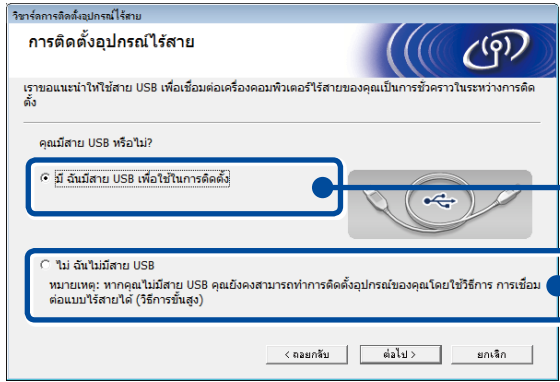 วิซาร์ดการติดตั้งอุปกรณ์ไร้สาย
การติดตั้งอุปกรณ์ไร้สาย
เราขอแนะนำให้ใช้สาย USB เพื่อเชื่อมต่อเครื่องคอมพิวเตอร์ไร้สายของคุณเป็นการชั่วคราวในระหว่างการติด
ตั้ง
คุณมีสาย USB หรือไม่?
มี ฉันมีสาย USB เพื่อใช้ในการติดตั้ง
ไม่ ฉันไม่มีสาย USB
หมายเหตุ: หากคุณไม่มีสาย USB คุณยังคงสามารถทำการติดตั้งอุปกรณ์ของคุณโดยใช้วิธีการ การเชื่อม
ต่อแบบไร้สายได้ (วิธีการขั้นสูง)
< ถอยกลับ ต่อไป > ยกเลิก